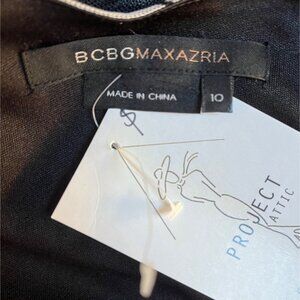 BCBGMAXAZRIA
MADE IN CHINA
10
$
PROJECT
ATTIC